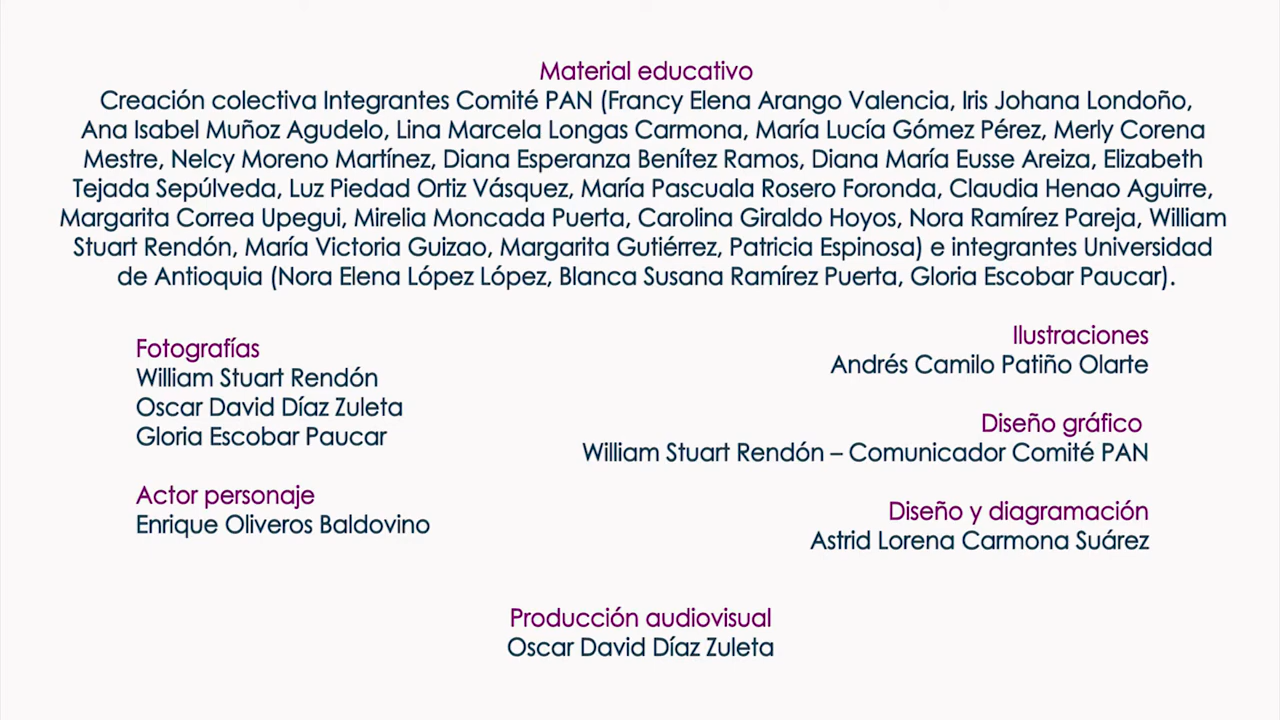 Material educativo
Creación colectiva Integrantes Comité PAN (Francy Elena Arango Valencia, Iris Johana Londoño,
Ana Isabel Muñoz Agudelo, Lina Marcela Longas Carmona, María Lucía Gómez Pérez, Merly Corena
Mestre, Nelcy Moreno Martínez, Diana Esperanza Benítez Ramos, Diana María Eusse Areiza, Elizabeth
Tejada Sepúlveda, Luz Piedad Ortiz Vásquez, María Pascuala Rosero Foronda, Claudia Henao Aguirre,
Margarita Correa Upegui, Mirelia Moncada Puerta, Carolina Giraldo Hoyos, Nora Ramírez Pareja, William
Stuart Rendón, María Victoria Guizao, Margarita Gutiérrez, Patricia Espinosa) e integrantes Universidad
de Antioquia (Nora Elena López López, Blanca Susana Ramírez Puerta, Gloria Escobar Paucar).
Fotografías
William Stuart Rendón
Oscar David Díaz Zuleta
Gloria Escobar Paucar
Actor personaje
Enrique Oliveros Baldovino
Ilustraciones
Andrés Camilo Patiño Olarte
Diseño gráfico
William Stuart Rendón – Comunicador Comité PAN
Diseño y diagramación
Astrid Lorena Carmona Suárez
Producción audiovisual
Oscar David Díaz Zuleta